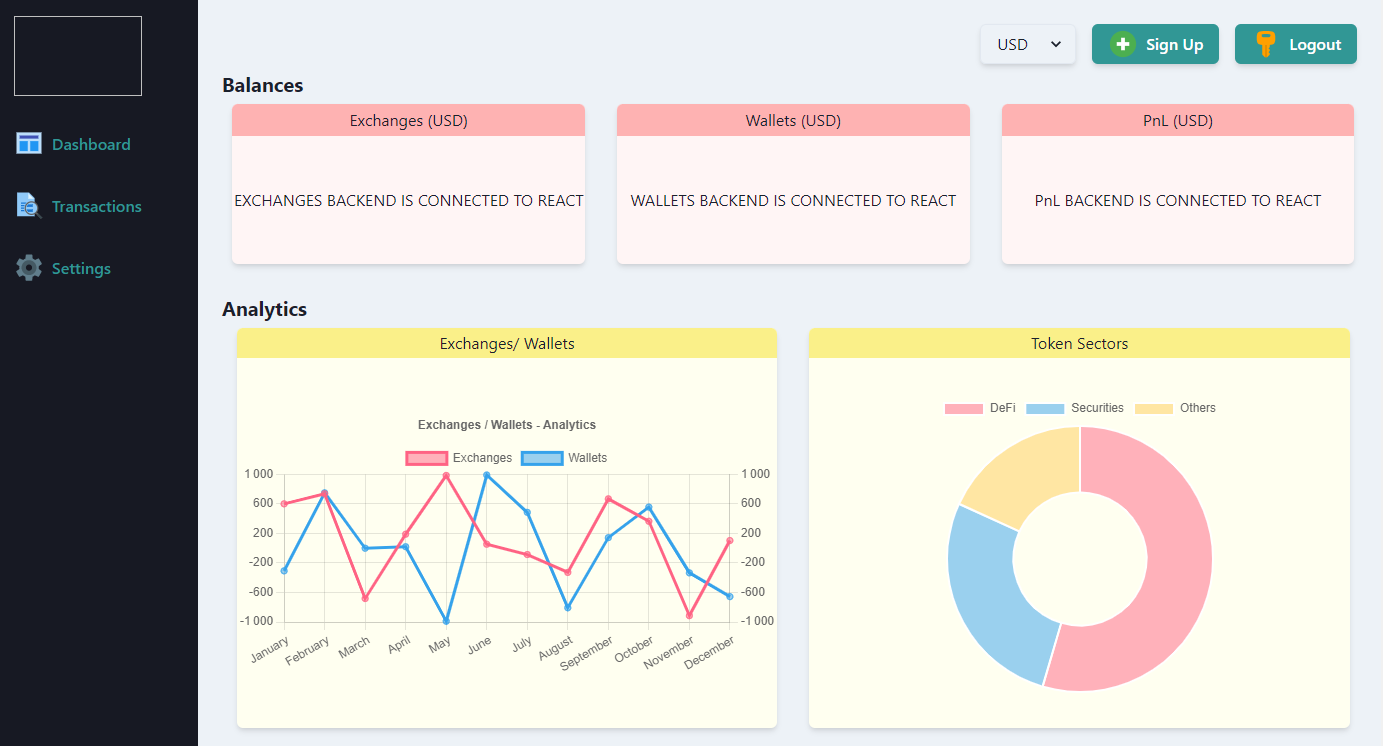 USD
Sign Up
Logout
Dashboard
Transactions
Settings
Balances
Exchanges (USD)
EXCHANGES BACKEND IS CONNECTED TO REACT
Wallets (USD)
WALLETS BACKEND IS CONNECTED TO REACT
PnL (USD)
PnL BACKEND IS CONNECTED TO REACT
Analytics
Exchanges/ Wallets
Exchanges / Wallets - Analytics
Exchanges Wallets
1 000 1 000
600 600
200 200
-200 -200
-600 -600
-1 000 -1 000
January February March April May June July August September October November December
Token Sectors
DeFi Securities Others